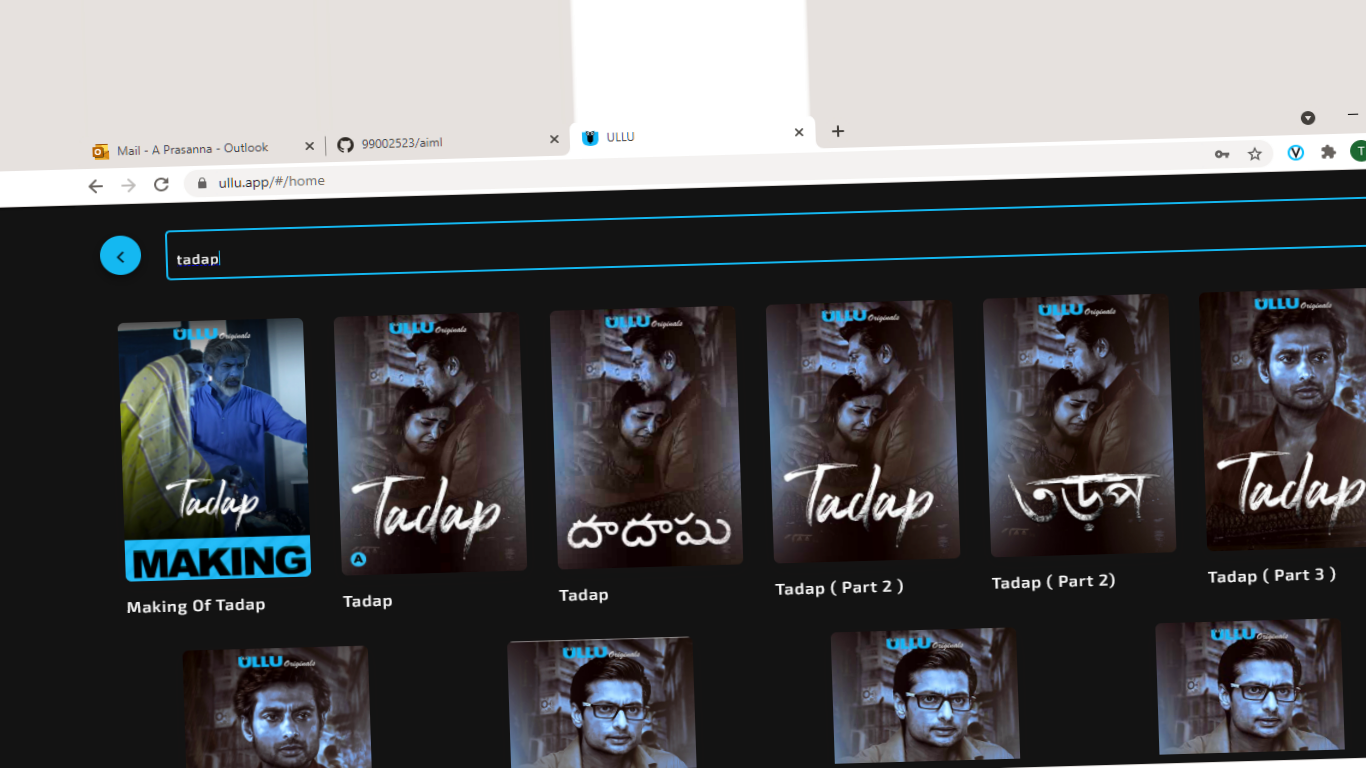 Mail - A Prasanna - Outlook
99002523/aiml
ULLU
ullu.app/#/home
T
tadap
ULLU Originals
Tadap
MAKING
Making Of Tadap
ULLU Originals
Tadap
A
Tadap
ULLU Originals
దాదాపు
Tadap
ULLU Originals
Tadap
Tadap ( Part 2 )
ULLU Originals
তড়প
Tadap ( Part 2)
ULLU Originals
Tadap
Tadap ( Part 3 )
ULLU Originals
ULLU Originals
ULLU Originals
ULLU Originals